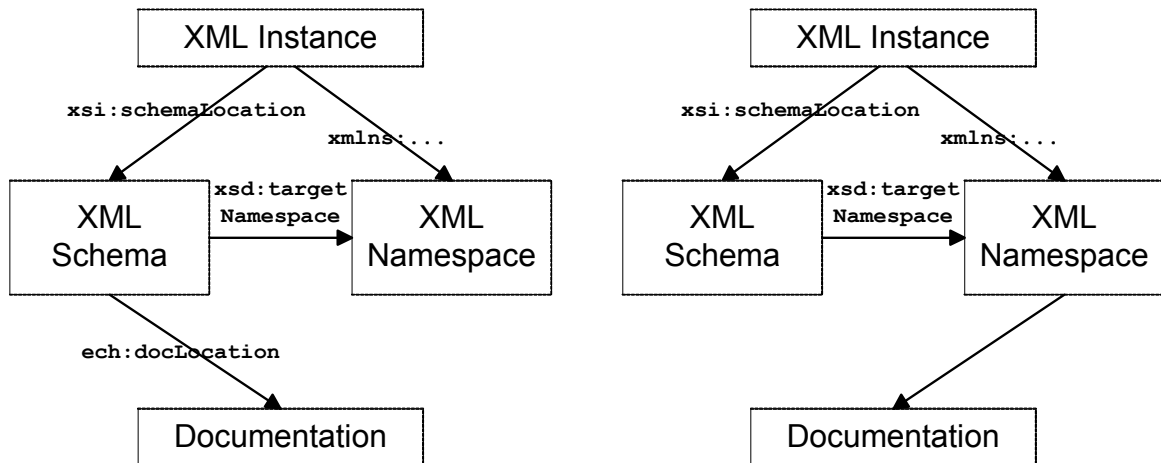 XML Instance
xsi:schemaLocation
xmlns:...
xsd:target
Namespace
XML
Schema
XML
Namespace
ech:docLocation
Documentation
XML Instance
xsi:schemaLocation
xmlns:...
xsd:target
Namespace
XML
Schema
XML
Namespace
Documentation